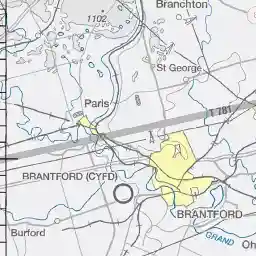 Branchton
1102
St George
Paris
T 781
BRANTFORD (CYFD)
BRANTFORD
Burford
GRAND
Oh